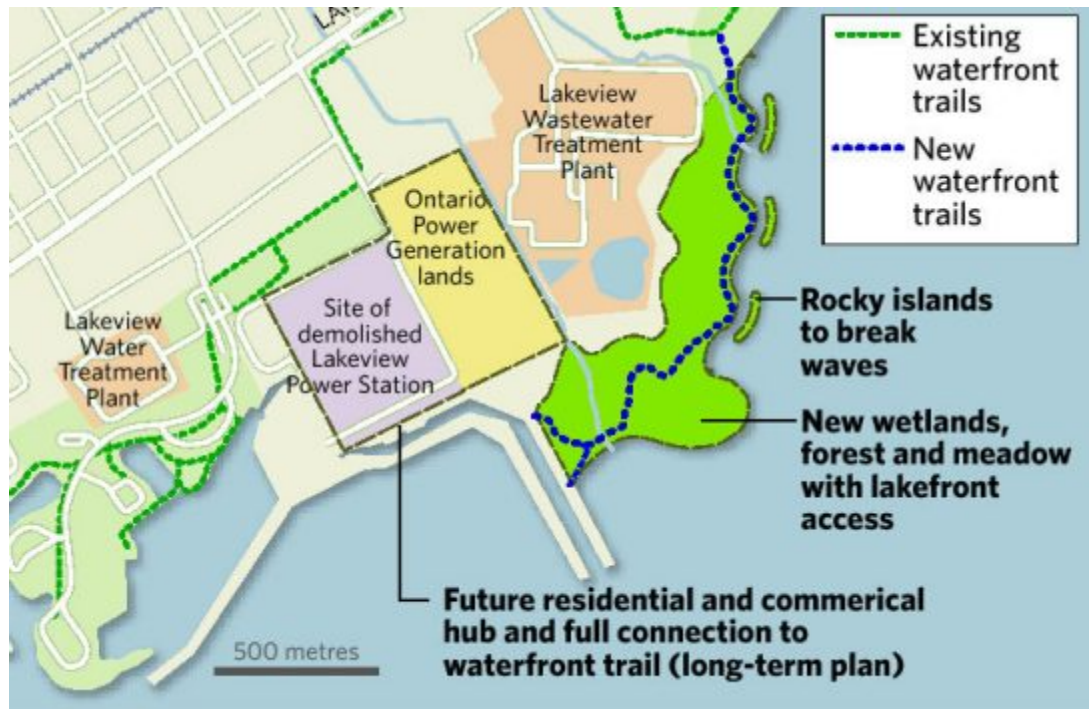 Existing
waterfront
trails
New
waterfront
trails
Lakeview
Wastewater
Treatment
Plant
Ontario
Power
Generation
lands
Site of
demolished
Lakeview
Power Station
Lakeview
Water
Treatment
Plant
Rocky islands
to break
waves
New wetlands,
forest and meadow
with lakefront
access
Future residential and commerical
hub and full connection to
waterfront trail (long-term plan)
500 metres